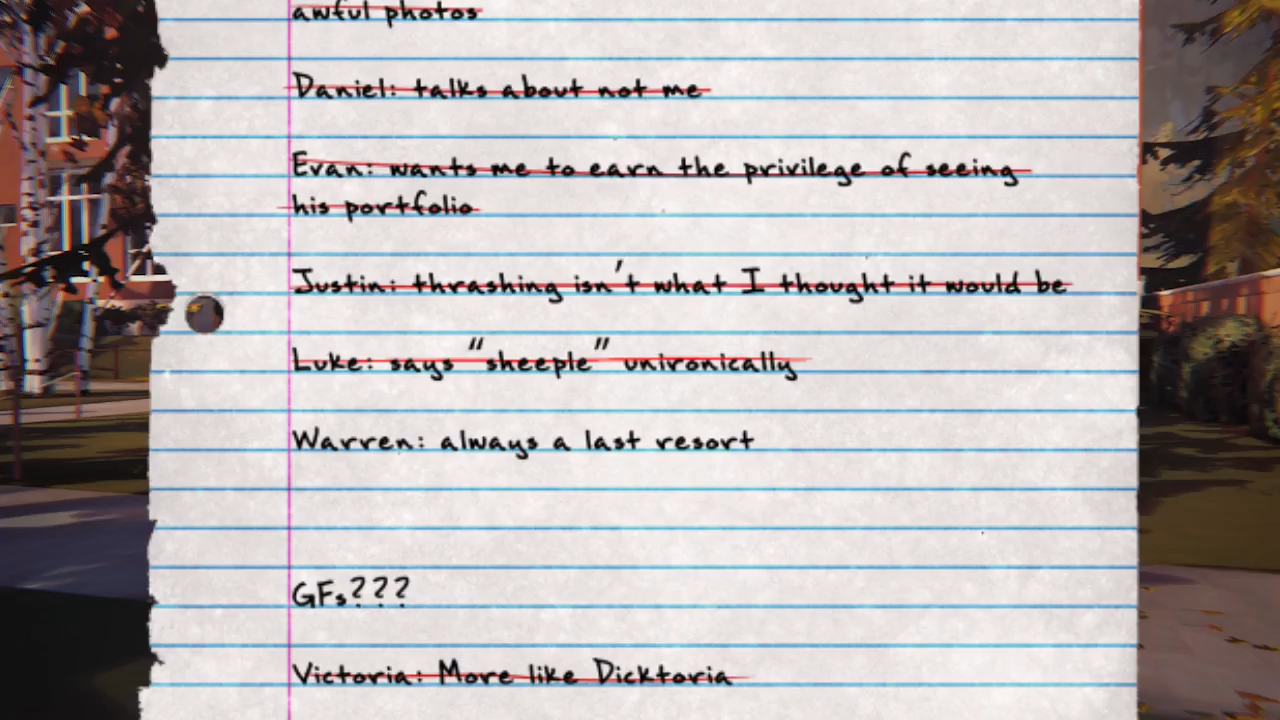 awful photos
Daniel: talks about not me
Evan: wants me to earn the privilege of seeing
his portfolio
Justin: thrashing isn't what I thought it would be
Luke: says "sheeple" unironically
Warren: always a last resort
GFs???
Victoria: More like Dicktoria